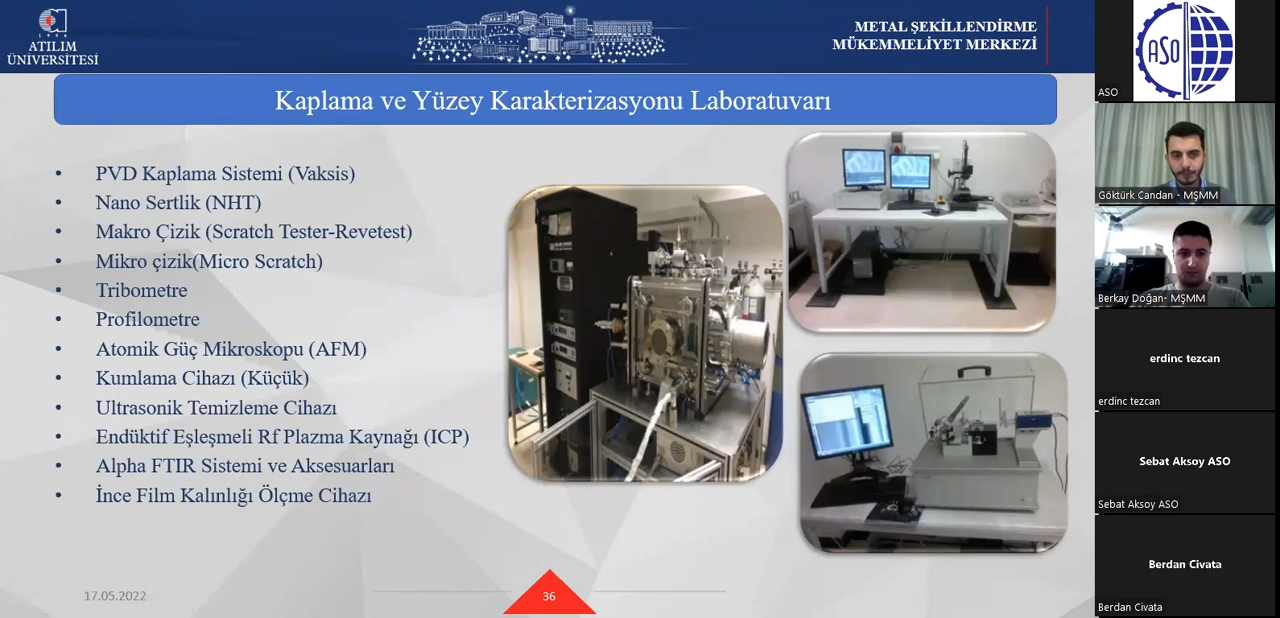 ATILIM
ÜNİVERSİTESİ
METAL ŞEKİLLENDİRME
MÜKEMMELİYET MERKEZİ
Kaplama ve Yüzey Karakterizasyonu Laboratuvarı
• PVD Kaplama Sistemi (Vaksis)
• Nano Sertlik (NHT)
• Makro Çizik (Scratch Tester-Revetest)
• Mikro çizik(Micro Scratch)
• Tribometre
• Profilometre
• Atomik Güç Mikroskopu (AFM)
• Kumlama Cihazı (Küçük)
• Ultrasonik Temizleme Cihazı
• Endüktif Eşleşmeli Rf Plazma Kaynağı (ICP)
• Alpha FTIR Sistemi ve Aksesuarları
• İnce Film Kalınlığı Ölçme Cihazı
17.05.2022
36
ASO
ASO
Göktürk Candan - MŞMM
Berkay Doğan- MŞMM
erdinc tezcan
erdinc tezcan
Sebat Aksoy ASO
Sebat Aksoy ASO
Berdan Civata
Berdan Civata